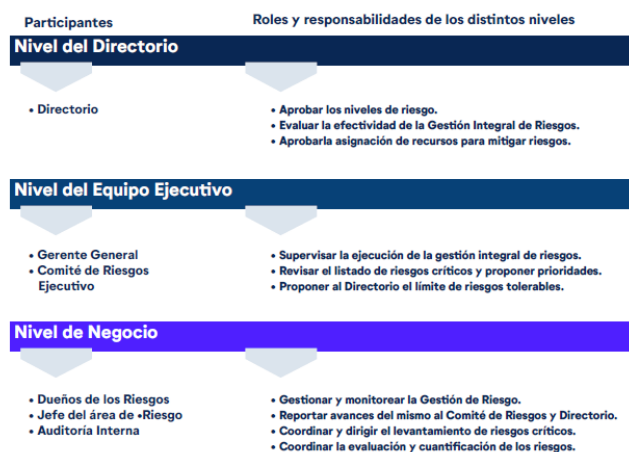 Participantes
Roles y responsabilidades de los distintos niveles
Nivel del Directorio
• Directorio
• Aprobar los niveles de riesgo.
• Evaluar la efectividad de la Gestión Integral de Riesgos.
• Aprobarla asignación de recursos para mitigar riesgos.
Nivel del Equipo Ejecutivo
• Gerente General
• Comité de Riesgos
Ejecutivo
• Supervisar la ejecución de la gestión integral de riesgos.
• Revisar el listado de riesgos críticos y proponer prioridades.
• Proponer al Directorio el límite de riesgos tolerables.
Nivel de Negocio
• Dueños de los Riesgos
• Jefe del área de •Riesgo
• Auditoría Interna
• Gestionar y monitorear la Gestión de Riesgo.
• Reportar avances del mismo al Comité de Riesgos y Directorio.
• Coordinar y dirigir el levantamiento de riesgos críticos.
• Coordinar la evaluación y cuantificación de los riesgos.